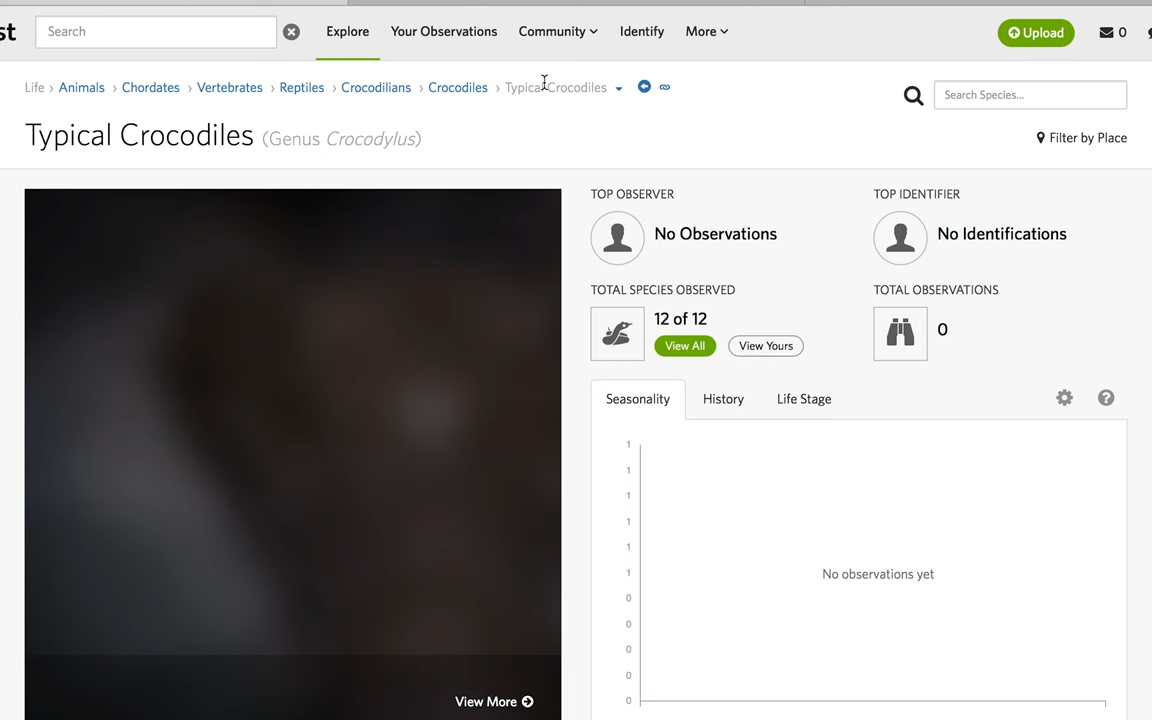 st Search Explore Your Observations Community Identify More Upload 0
Life › Animals › Chordates › Vertebrates › Reptiles › Crocodilians › Crocodiles › Typical Crocodiles
Search Species...
Typical Crocodiles (Genus Crocodylus)
Filter by Place
TOP OBSERVER
No Observations
TOP IDENTIFIER
No Identifications
TOTAL SPECIES OBSERVED
12 of 12
View All View Yours
TOTAL OBSERVATIONS
0
Seasonality History Life Stage
1
1
1
1
1
1
0
0
0
0
0
No observations yet
View More